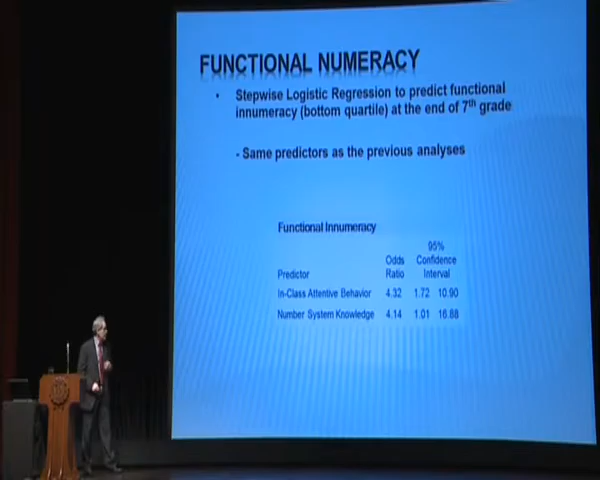 FUNCTIONAL NUMERACY
• Stepwise Logistic Regression to predict functional
innumeracy (bottom quartile) at the end of 7th grade
- Same predictors as the previous analyses
Functional Innumeracy
95%
Odds Confidence
Predictor Ratio Interval
In-Class Attentive Behavior 4.32 1.72 10.90
Number System Knowledge 4.14 1.01 16.88